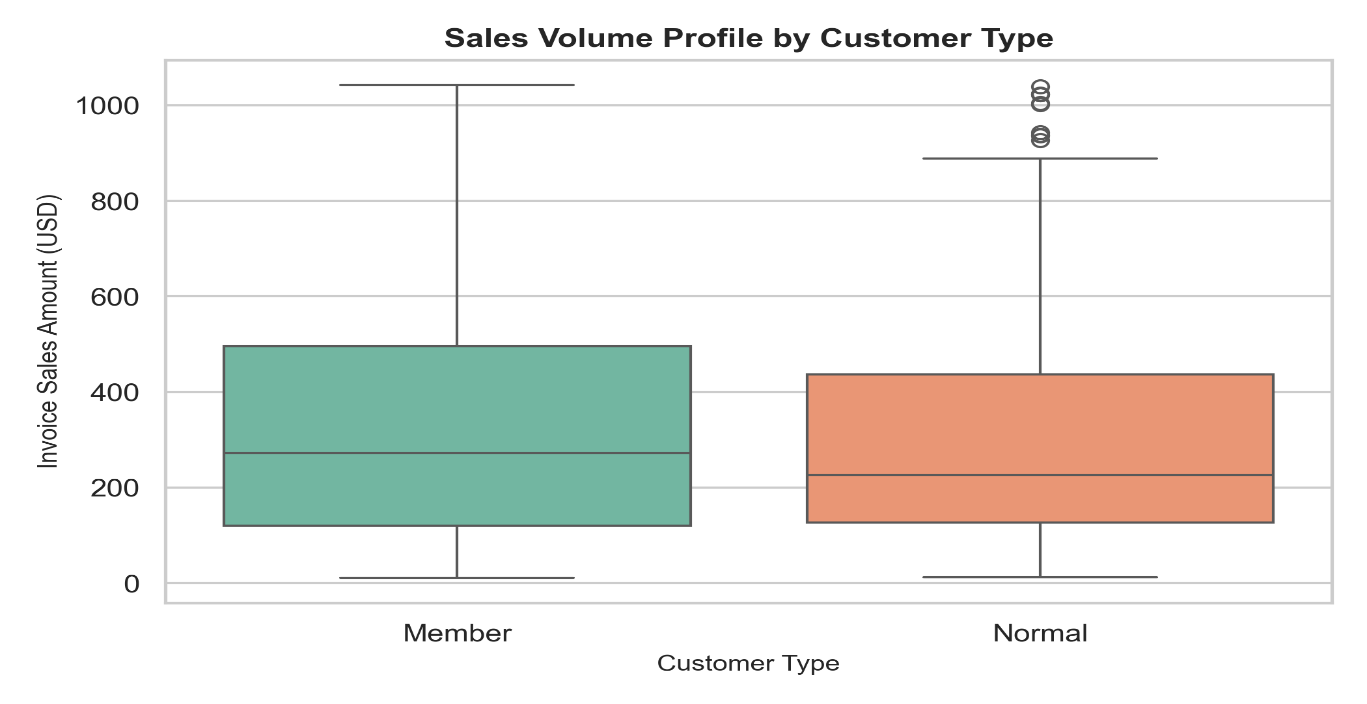 Sales Volume Profile by Customer Type
Invoice Sales Amount (USD)
1000
800
600
400
200
0
Member
Normal
Customer Type